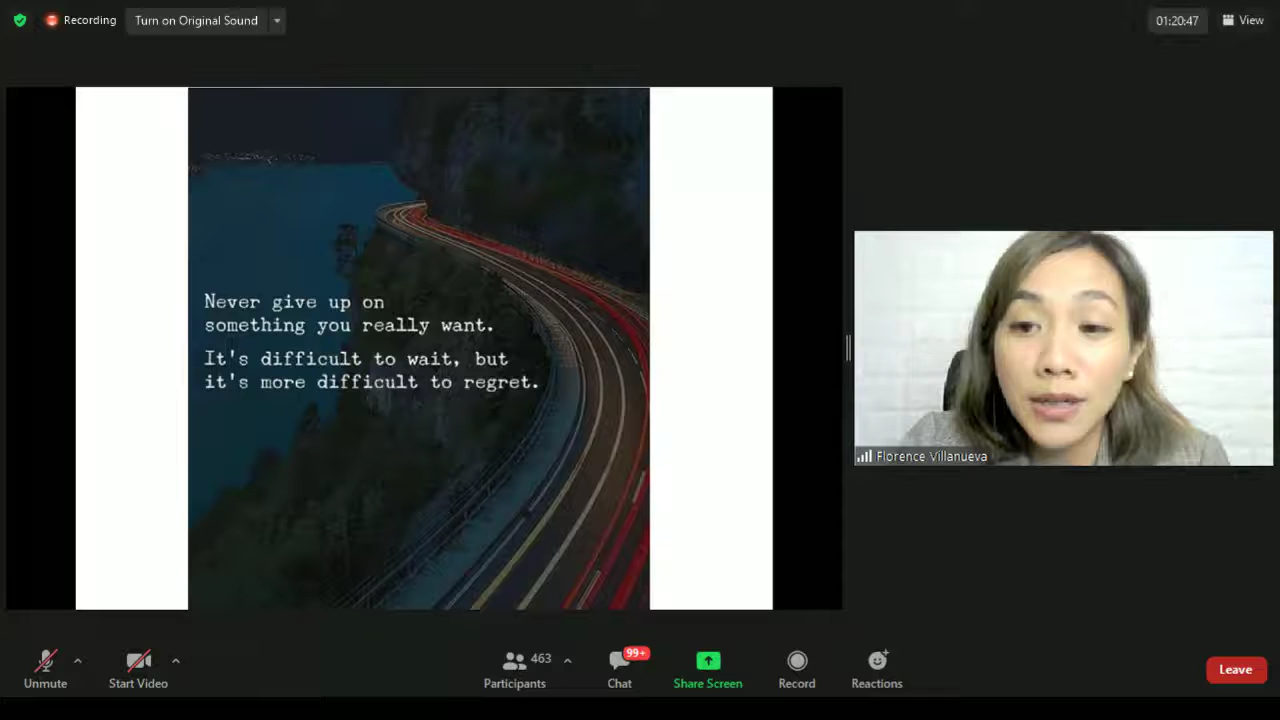 Recording
Turn on Original Sound
01:20:47
View
Never give up on
something you really want.
It's difficult to wait, but
it's more difficult to regret.
Florence Villanueva
Unmute
Start Video
463
Participants
99+
Chat
Share Screen
Record
Reactions
Leave